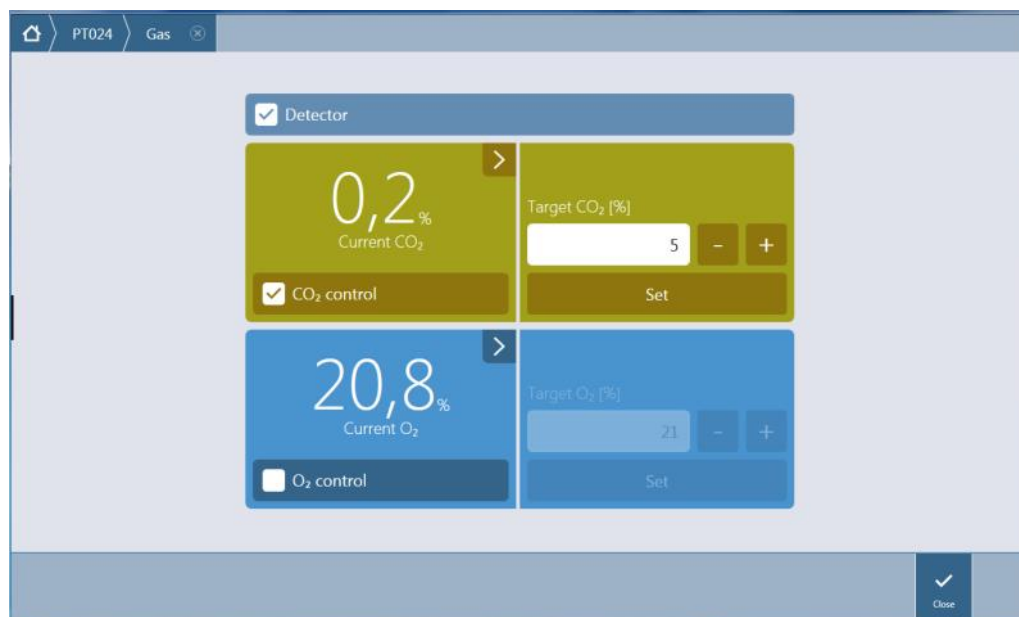 PT024 Gas
Detector
0,2 %
Current CO₂
CO₂ control
Target CO₂ [%]
5 - +
Set
20,8 %
Current O₂
O₂ control
Target O₂ [%]
21 - +
Set
Close